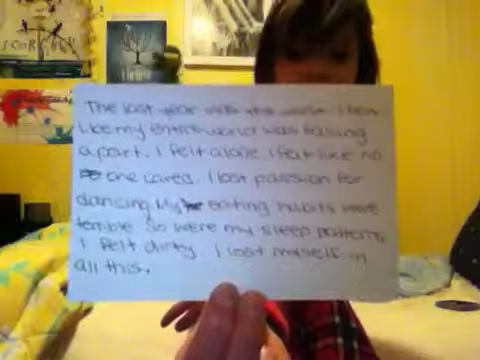 SCORCHER
The last year was the worst. I feel
like my entire world was falling
apart. I felt alone. I felt like no
one cared. I lost passion for
dancing. My eating habits were
terrible so were my sleep patterns
I felt dirty. I lost myself in
all this.